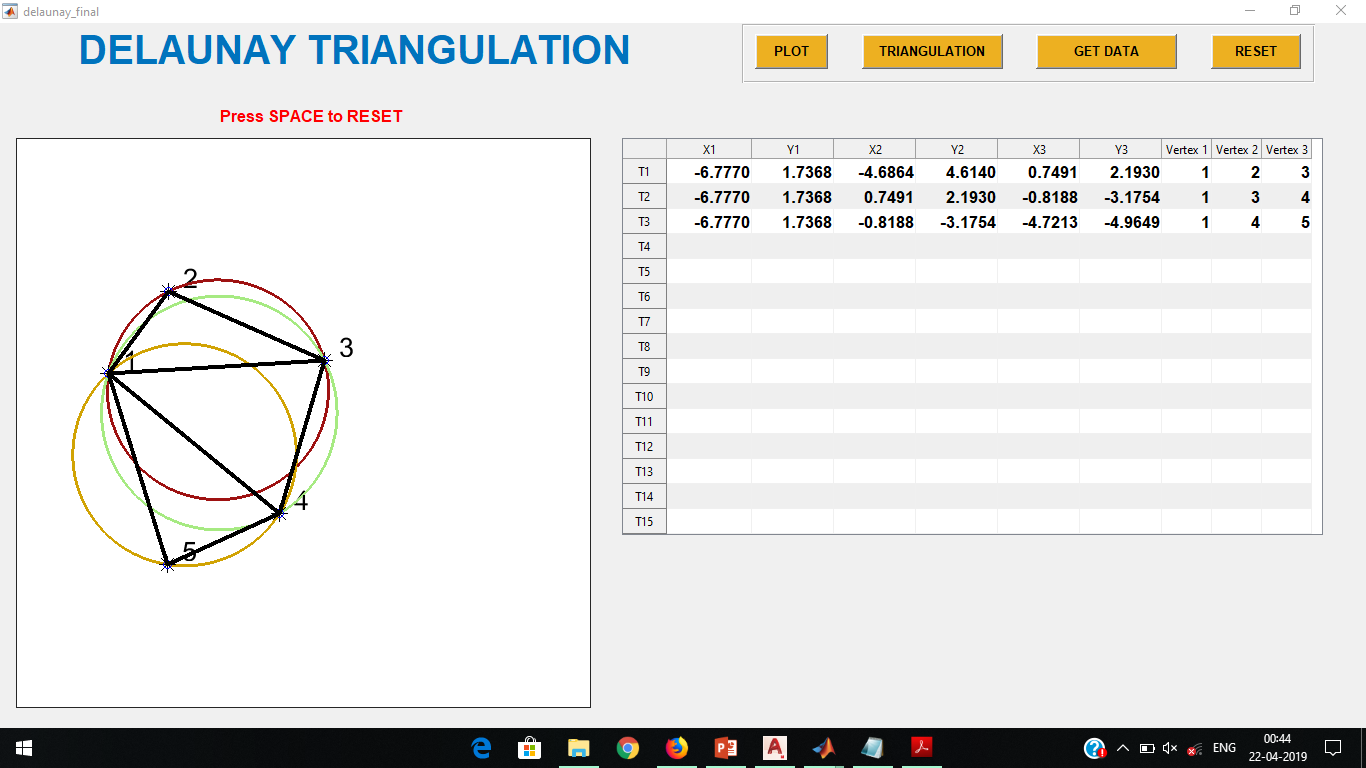 delaunay_final
DELAUNAY TRIANGULATION
PLOT TRIANGULATION GET DATA RESET
Press SPACE to RESET
2
1
3
4
5
X1 Y1 X2 Y2 X3 Y3 Vertex 1 Vertex 2 Vertex 3
T1 -6.7770 1.7368 -4.6864 4.6140 0.7491 2.1930 1 2 3
T2 -6.7770 1.7368 0.7491 2.1930 -0.8188 -3.1754 1 3 4
T3 -6.7770 1.7368 -0.8188 -3.1754 -4.7213 -4.9649 1 4 5
T4
T5
T6
T7
T8
T9
T10
T11
T12
T13
T14
T15
ENG
00:44
22-04-2019